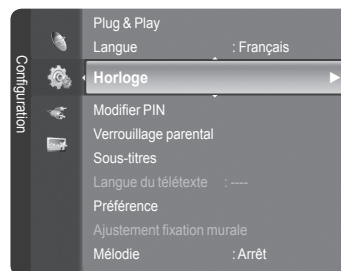 Configuration
Plug & Play
Langue : Français
Horloge
Modifier PIN
Verrouillage parental
Sous-titres
Langue du télétexte : ----
Préférence
Ajustement fixation murale
Mélodie : Arrêt